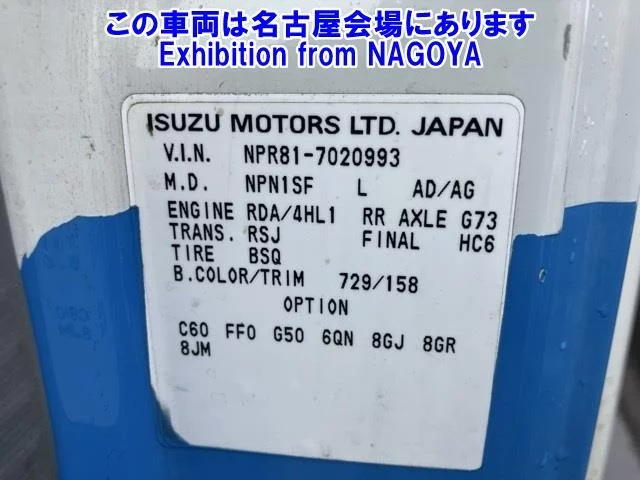 この車両は名古屋会場にあります
Exhibition from NAGOYA
ISUZU MOTORS LTD. JAPAN
V.I.N. NPR81-7020993
M.D. NPN1SF L AD/AG
ENGINE RDA/4HL1 RR AXLE G73
TRANS. RSJ FINAL HC6
TIRE BSQ
B.COLOR/TRIM 729/158
OPTION
C60 FF0 G50 6QN 8GJ 8GR
8JM